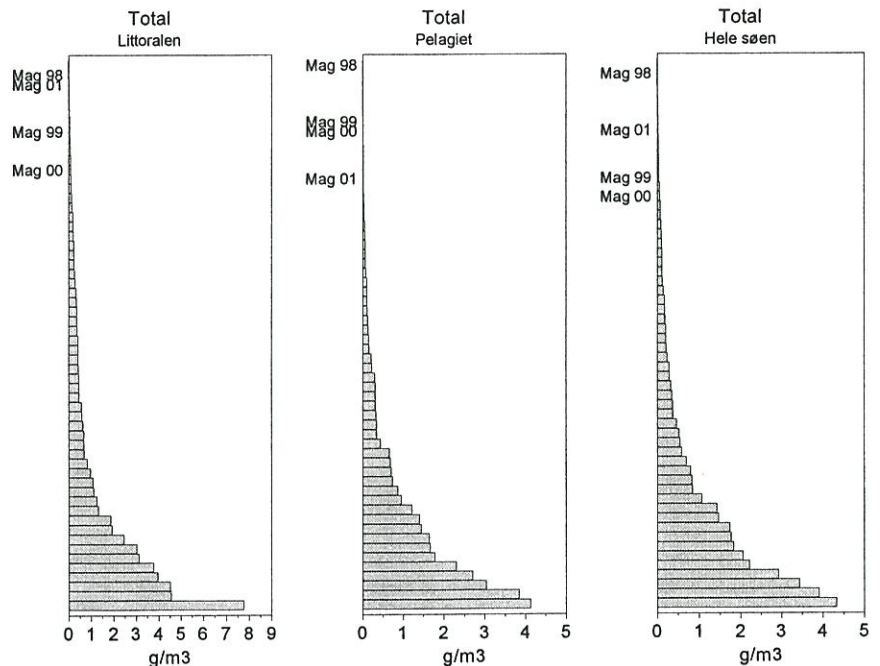 Total
Littoralen
Mag 98
Mag 01
Mag 99
Mag 00
0 1 2 3 4 5 6 7 8 9
g/m3
Total
Pelagiet
Mag 98
Mag 99
Mag 00
Mag 01
0 1 2 3 4 5
g/m3
Total
Hele søen
Mag 98
Mag 01
Mag 99
Mag 00
0 1 2 3 4 5
g/m3